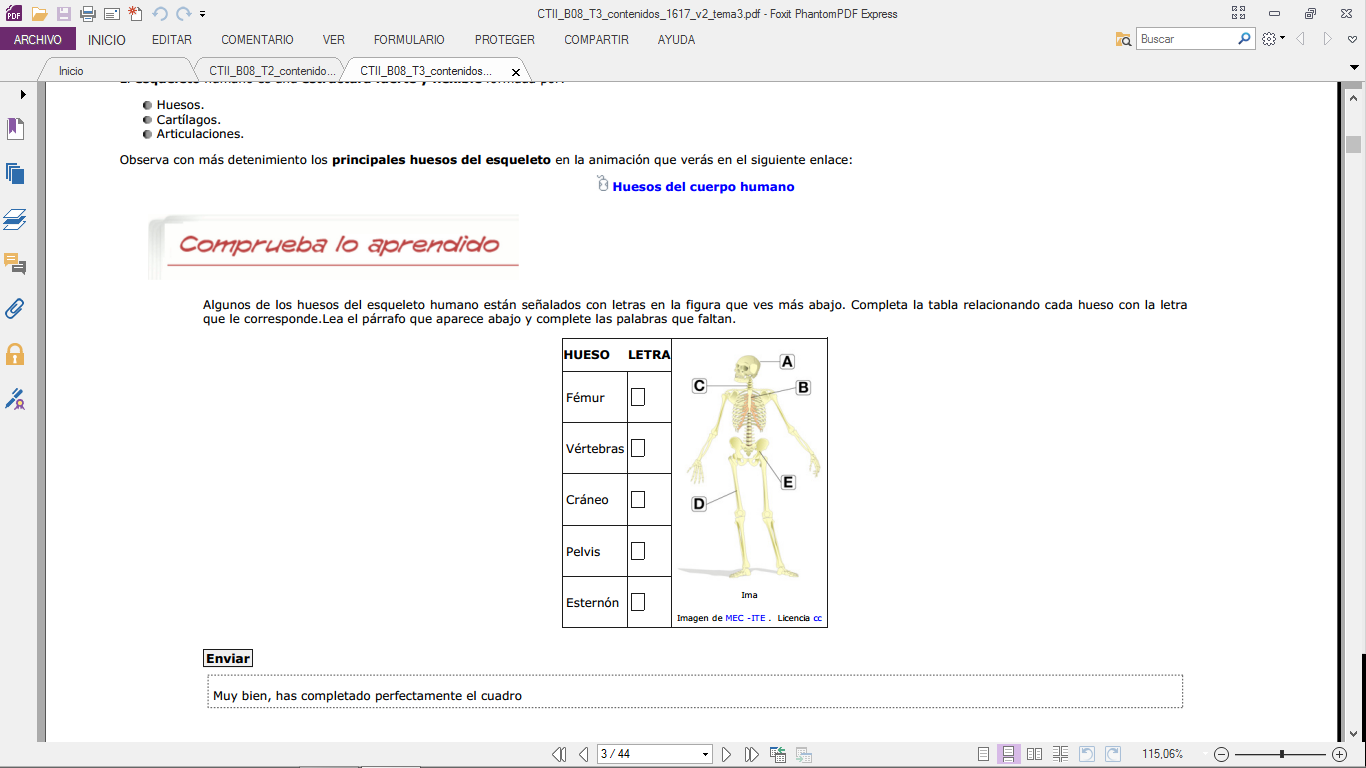 CTII_B08_T3_contenidos_1617_v2_tema3.pdf - Foxit PhantomPDF Express
ARCHIVO INICIO EDITAR COMENTARIO VER FORMULARIO PROTEGER COMPARTIR AYUDA
Buscar
Inicio CTII_B08_T2_contenido... CTII_B08_T3_contenidos...
Huesos.
Cartílagos.
Articulaciones.
Observa con más detenimiento los principales huesos del esqueleto en la animación que verás en el siguiente enlace:
Huesos del cuerpo humano
Comprueba lo aprendido
Algunos de los huesos del esqueleto humano están señalados con letras en la figura que ves más abajo. Completa la tabla relacionando cada hueso con la letra
que le corresponde.Lea el párrafo que aparece abajo y complete las palabras que faltan.
HUESO LETRA
Fémur
Vértebras
Cráneo
Pelvis
Esternón
A
C
B
E
D
Ima
Imagen de MEC -ITE . Licencia cc
Enviar
Muy bien, has completado perfectamente el cuadro
3 / 44
115,06%